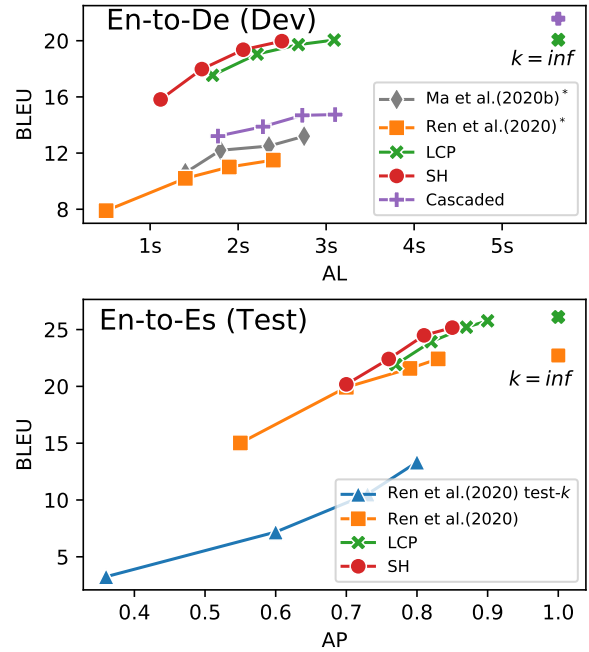 En-to-De (Dev)
20
16
12
8
BLEU
k = inf
Ma et al.(2020b)*
Ren et al.(2020)*
LCP
SH
Cascaded
1s
2s
3s
4s
5s
AL
En-to-Es (Test)
25
20
15
10
5
BLEU
k = inf
Ren et al.(2020) test-k
Ren et al.(2020)
LCP
SH
0.4
0.5
0.6
0.7
0.8
0.9
1.0
AP